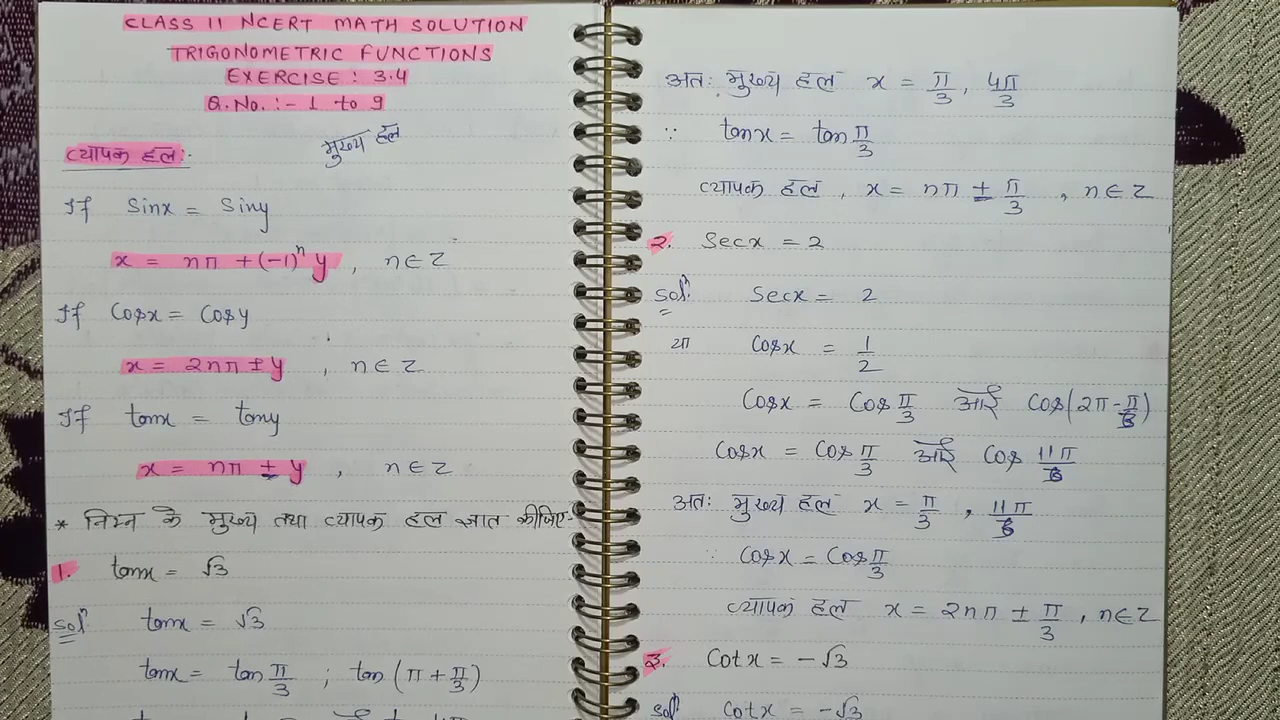 CLASS 11 NCERT MATH SOLUTION
TRIGONOMETRIC FUNCTIONS
EXERCISE : 3.4
Q.No. :- 1 to 9
मुख्य हल
व्यापक हल:-
If Sinx = Siny
x = nπ + (-1)ⁿ y , n ∈ Z
If Cosx = Cosy
x = 2nπ ± y , n ∈ Z
If tanx = tany
x = nπ ± y , n ∈ Z
* निम्न के मुख्य तथा व्यापक हल ज्ञात कीजिए-
1. tanx = √3
Solⁿ tanx = √3
tanx = tan π/3 ; tan (π + π/3)
अतः मुख्य हल x = π/3 , 4π/3
∵ tanx = tan π/3
व्यापक हल , x = nπ ± π/3 , n ∈ Z
2. Secx = 2
Solⁿ Secx = 2
या Cosx = 1/2
Cosx = Cos π/3 और Cos(2π - π/3)
Cosx = Cos π/3 और Cos 11π/3
अतः मुख्य हल x = π/3 , 11π/3
∵ Cosx = Cos π/3
व्यापक हल x = 2nπ ± π/3 , n ∈ Z
3. Cotx = -√3
Solⁿ Cotx = -√3